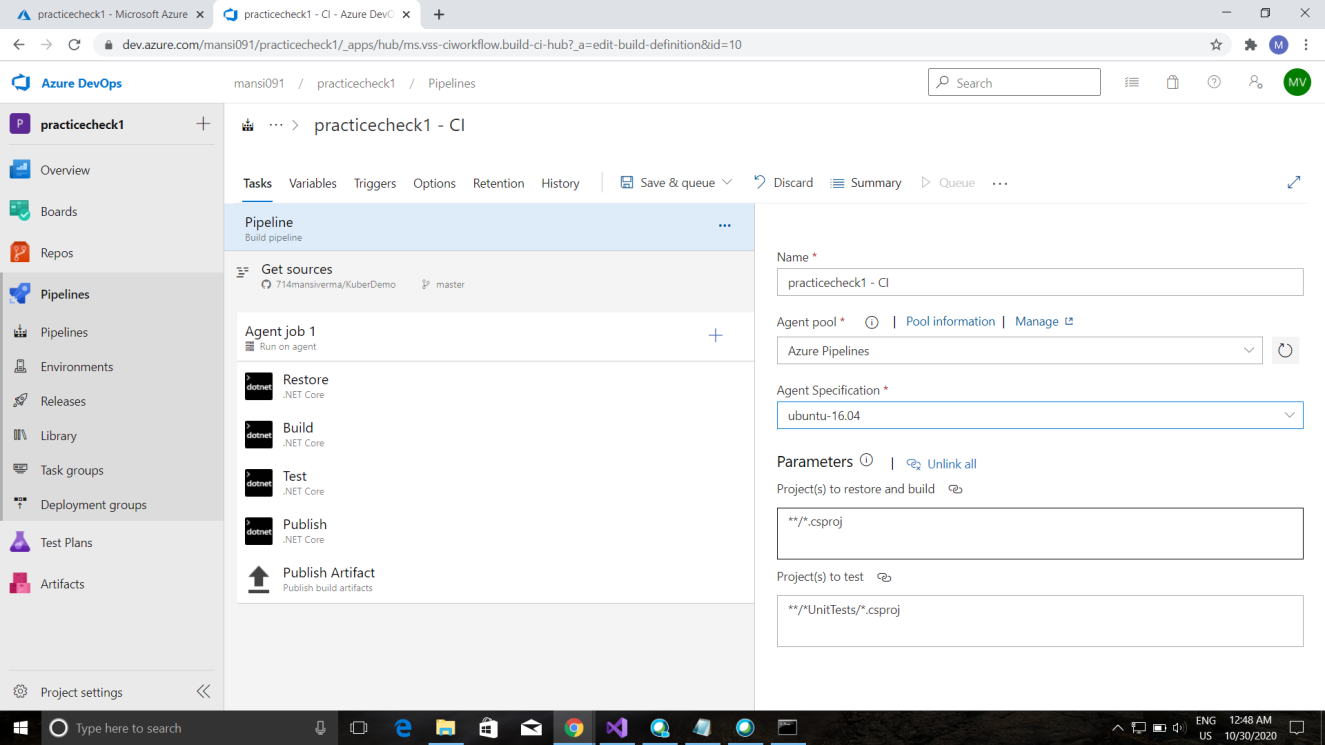 practicecheck1 - Microsoft Azure
practicecheck1 - CI - Azure DevO
dev.azure.com/mansi091/practicecheck1/_apps/hub/ms.vss-ciworkflow.build-ci-hub?_a=edit-build-definition&id=10
M
Azure DevOps
mansi091 / practicecheck1 / Pipelines
Search
MV
P practicecheck1
Overview
Boards
Repos
Pipelines
Pipelines
Environments
Releases
Library
Task groups
Deployment groups
Test Plans
Artifacts
Project settings
practicecheck1 - CI
Tasks Variables Triggers Options Retention History Save & queue Discard Summary Queue
Pipeline
Build pipeline
Get sources
714mansiverma/KuberDemo master
Agent job 1
Run on agent
dotnet Restore
.NET Core
dotnet Build
.NET Core
dotnet Test
.NET Core
dotnet Publish
.NET Core
Publish Artifact
Publish build artifacts
Name *
practicecheck1 - CI
Agent pool * | Pool information | Manage
Azure Pipelines
Agent Specification *
ubuntu-16.04
Parameters | Unlink all
Project(s) to restore and build
**/*.csproj
Project(s) to test
**/*UnitTests/*.csproj
Type here to search
ENG
US
12:48 AM
10/30/2020